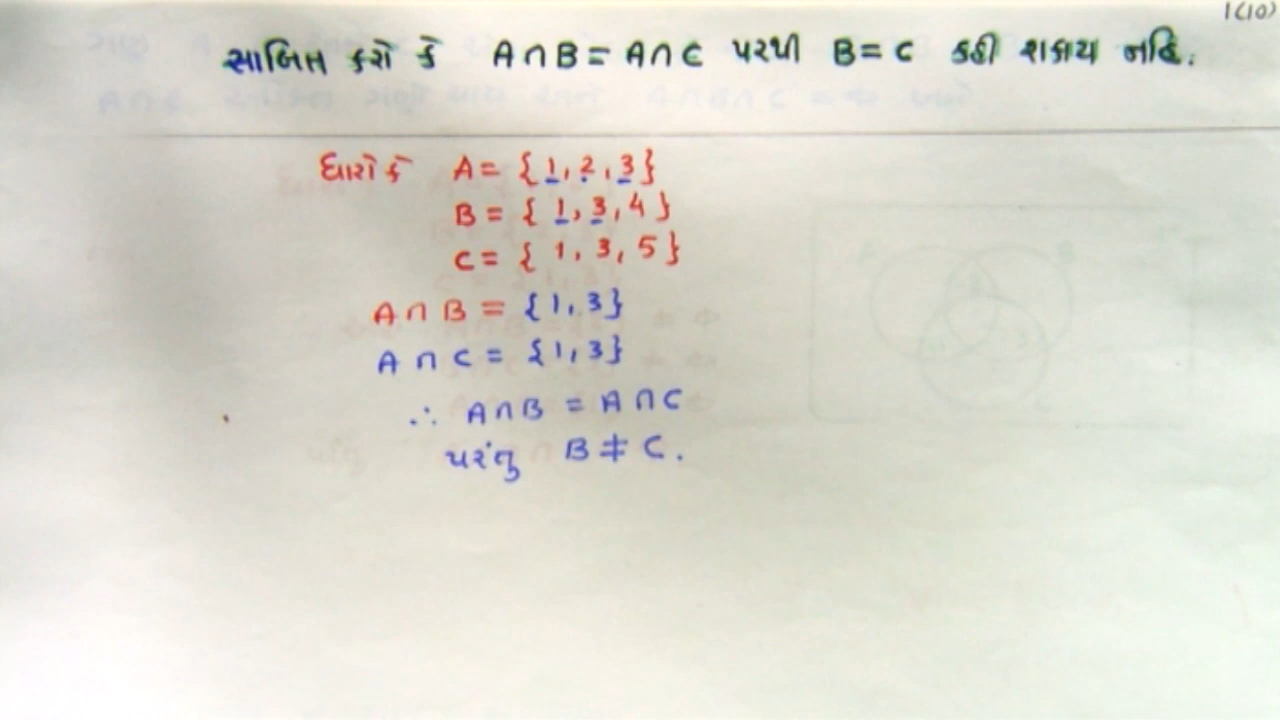 1(10)
સાબિત કરો કે A∩B = A∩C પરથી B = C કહી શકાય નહિ.
ધારો કે A = {1, 2, 3}
B = { 1, 3, 4 }
C = { 1, 3, 5 }
A ∩ B = {1, 3}
A ∩ C = {1, 3}
∴ A∩B = A∩C
પરંતુ B ≠ C.